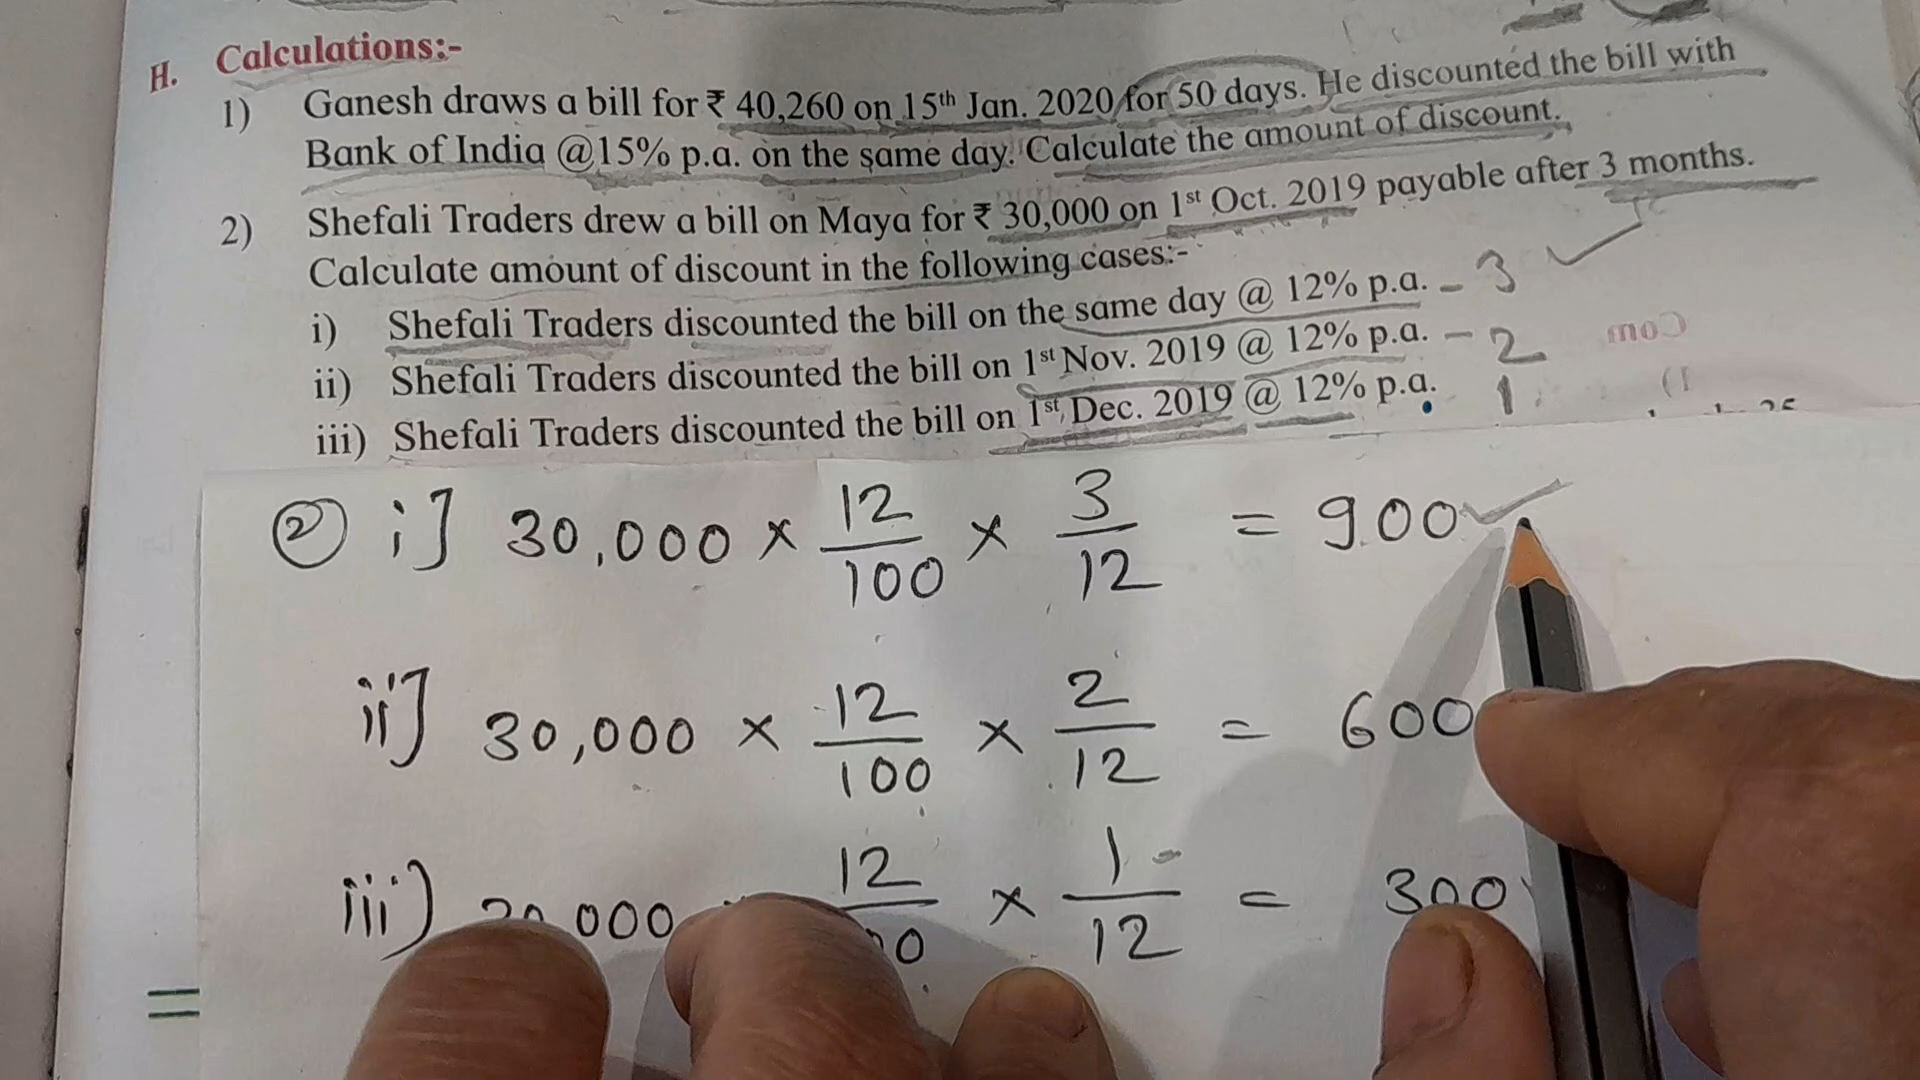 H. Calculations:-
1) Ganesh draws a bill for ₹ 40,260 on 15th Jan. 2020 for 50 days. He discounted the bill with
Bank of India @15% p.a. on the same day. Calculate the amount of discount.
2) Shefali Traders drew a bill on Maya for ₹ 30,000 on 1st Oct. 2019 payable after 3 months.
Calculate amount of discount in the following cases:-
i) Shefali Traders discounted the bill on the same day @ 12% p.a. - 3
ii) Shefali Traders discounted the bill on 1st Nov. 2019 @ 12% p.a. - 2
iii) Shefali Traders discounted the bill on 1st Dec. 2019 @ 12% p.a. 1
② i] 30,000 × 12/100 × 3/12 = 900
ii] 30,000 × 12/100 × 2/12 = 600
iii) 000 12 × 1/12 = 300